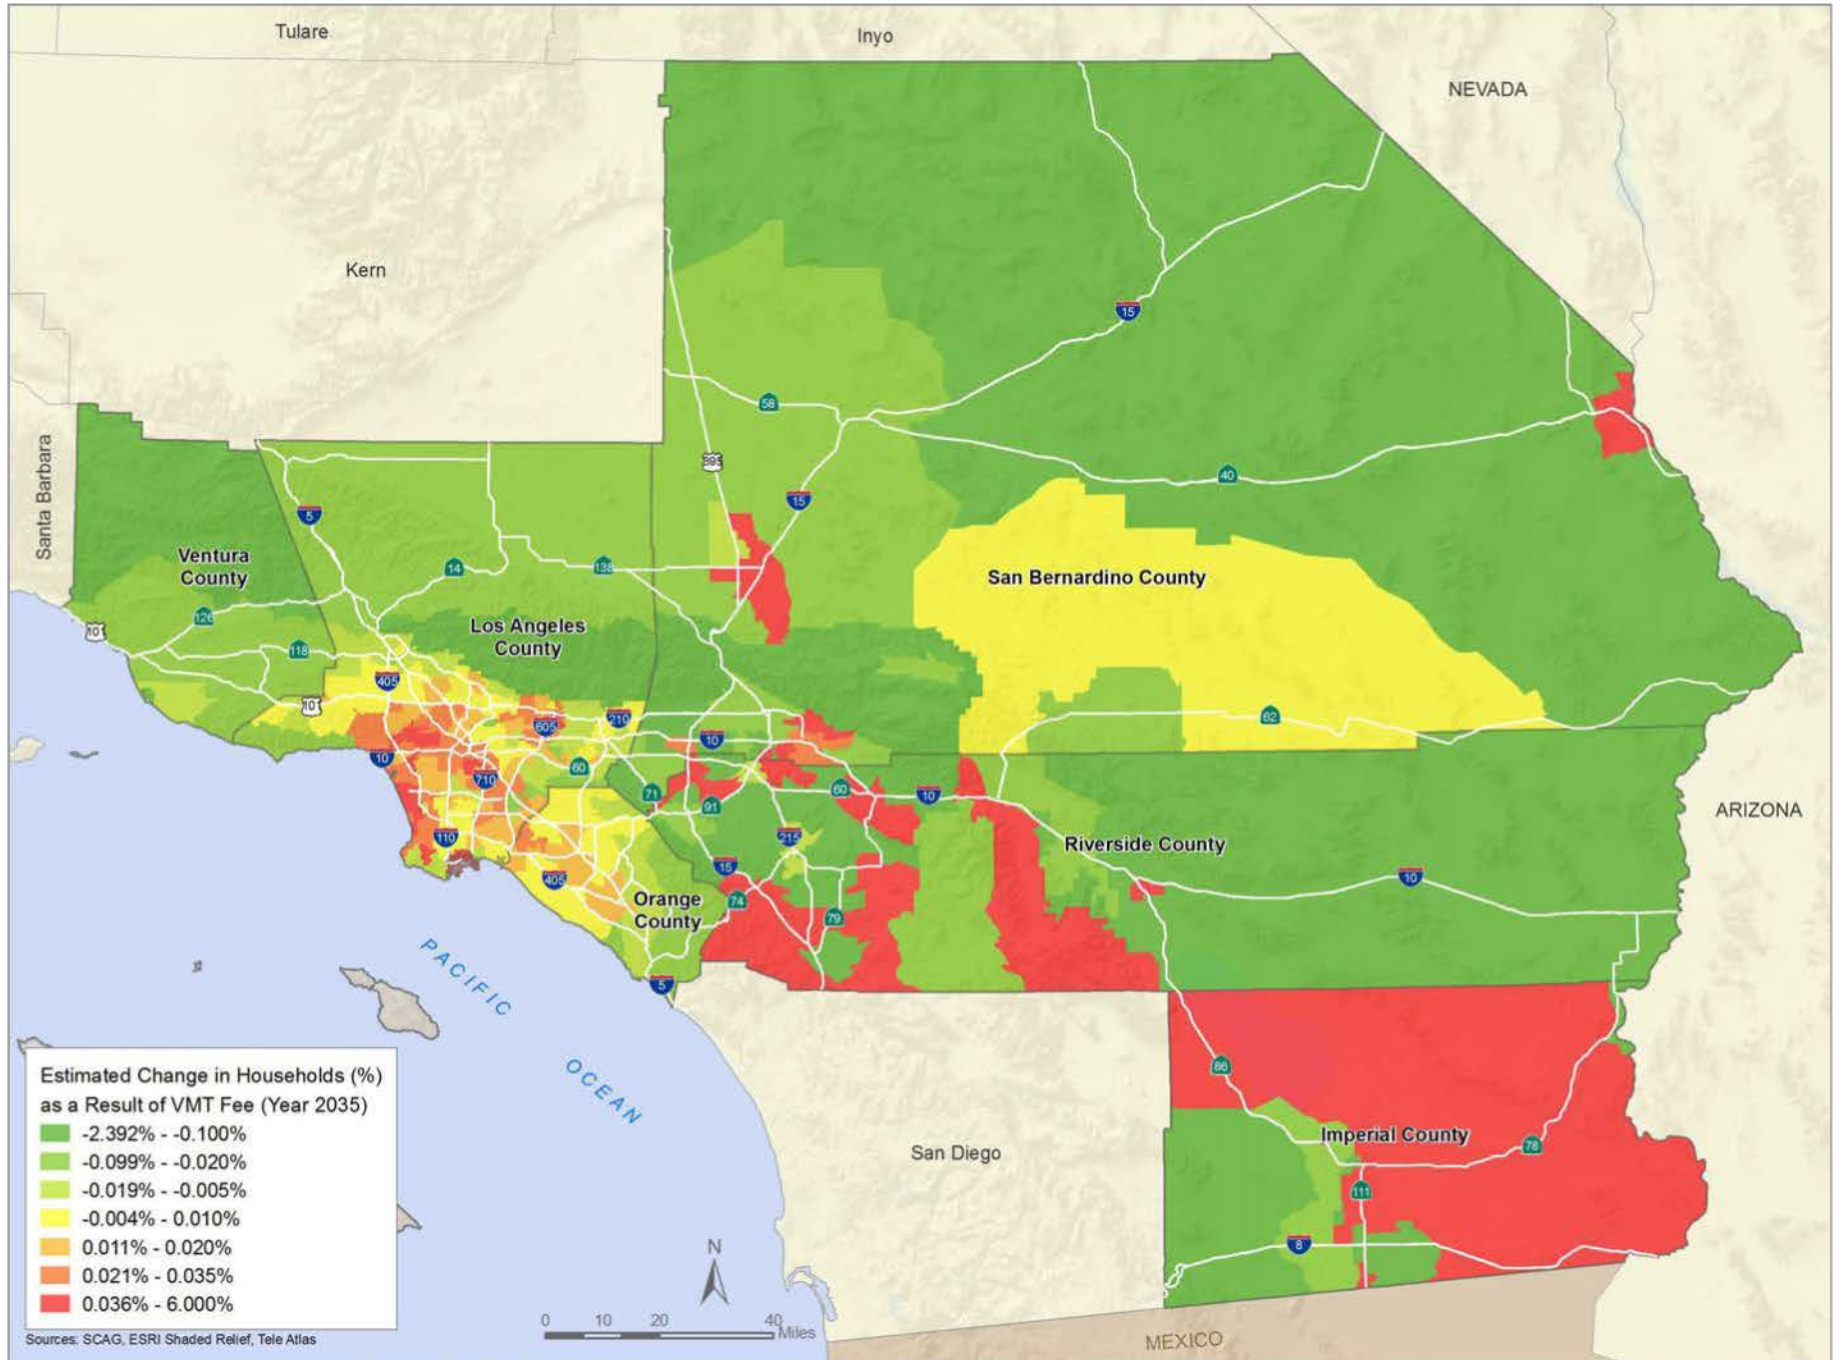 Tulare
Inyo
NEVADA
Kern
15
58
395
40
Santa Barbara
5
15
Ventura
County
14
138
San Bernardino County
126
Los Angeles
County
101
118
405
10
605
210
62
10
10
60
710
71
91
60
10
ARIZONA
110
215
Riverside County
15
405
10
Orange
County
74
79
PACIFIC
5
OCEAN
86
Estimated Change in Households (%)
as a Result of VMT Fee (Year 2035)
-2.392% - -0.100%
-0.099% - -0.020%
-0.019% - -0.005%
-0.004% - 0.010%
0.011% - 0.020%
0.021% - 0.035%
0.036% - 6.000%
Imperial County
78
San Diego
111
8
N
0 10 20 40
Miles
Sources: SCAG, ESRI Shaded Relief, Tele Atlas
MEXICO